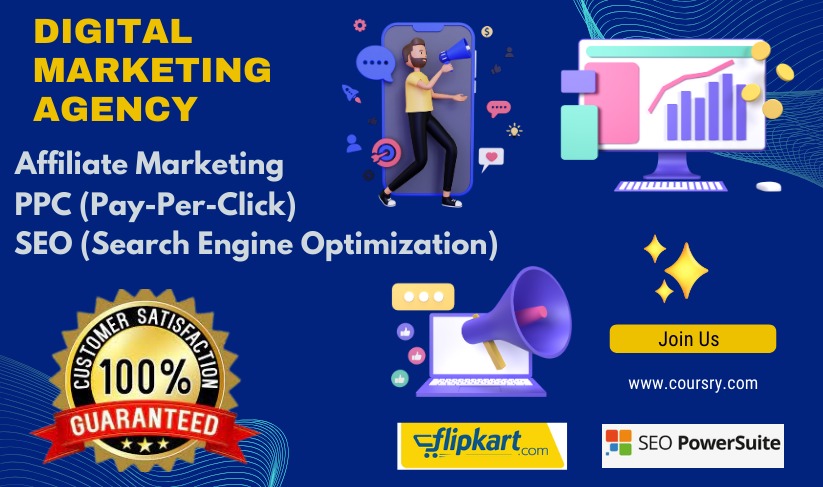 DIGITAL
MARKETING
AGENCY
Affiliate Marketing
PPC (Pay-Per-Click)
SEO (Search Engine Optimization)
CUSTOMER SATISFACTION
100%
GUARANTEED
Join Us
www.coursry.com
flipkart.com
SEO PowerSuite